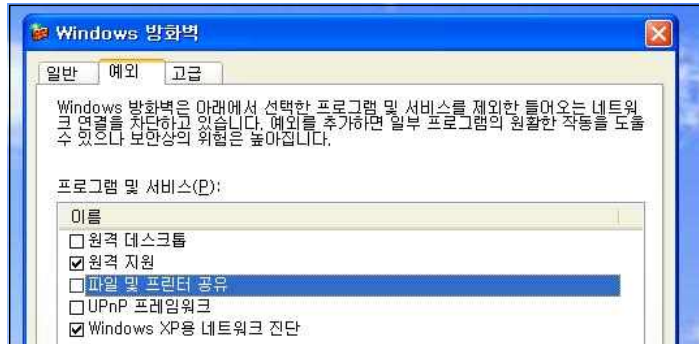 Windows 방화벽
일반 예외 고급
Windows 방화벽은 아래에서 선택한 프로그램 및 서비스를 제외한 들어오는 네트워
크 연결을 차단하고 있습니다. 예외를 추가하면 일부 프로그램의 원활한 작동을 도울
수 있으나 보안상의 위험은 높아집니다.
프로그램 및 서비스(P):
이름
원격 데스크톱
원격 지원
파일 및 프린터 공유
UPnP 프레임워크
Windows XP용 네트워크 진단